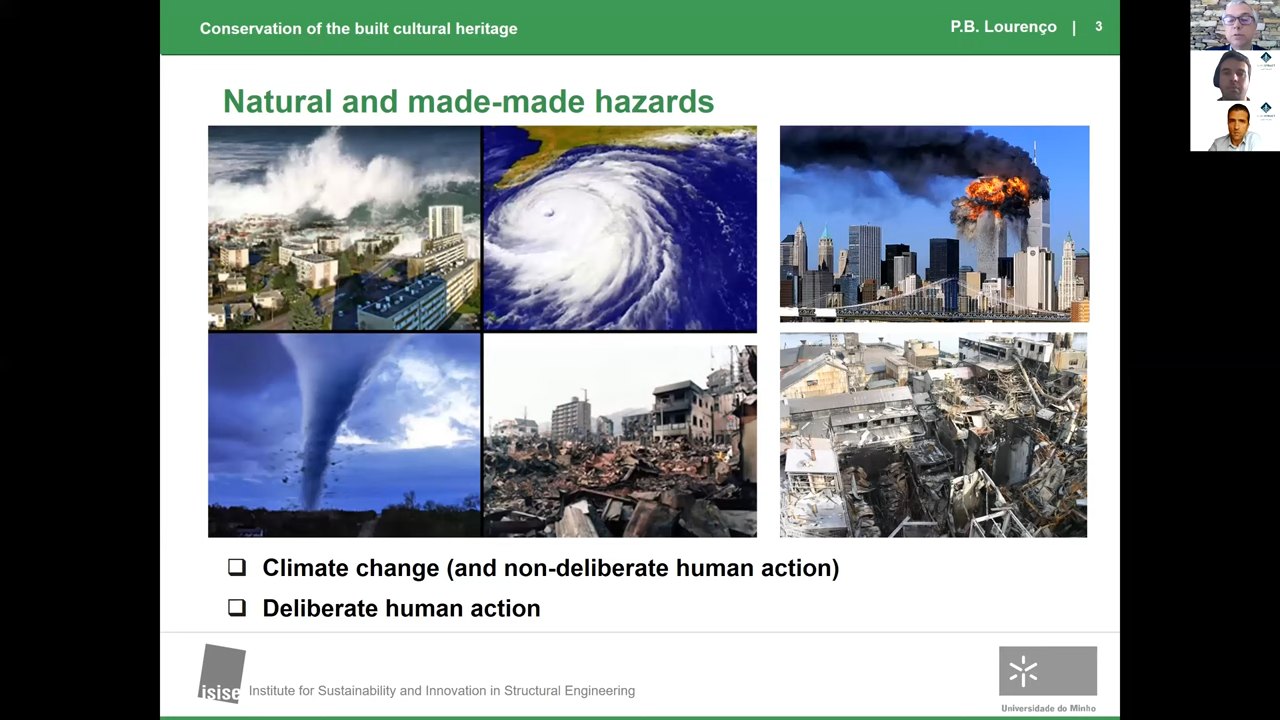 Conservation of the built cultural heritage
P.B. Lourenço | 3
Natural and made-made hazards
Climate change (and non-deliberate human action)
Deliberate human action
isise
Institute for Sustainability and Innovation in Structural Engineering
Universidade do Minho